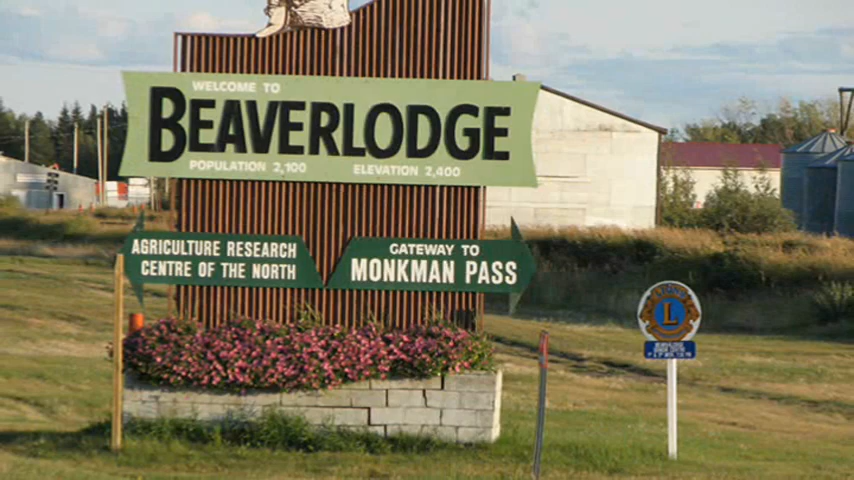 WELCOME TO
BEAVERLODGE
POPULATION 2,100 ELEVATION 2,400
AGRICULTURE RESEARCH
CENTRE OF THE NORTH
GATEWAY TO
MONKMAN PASS
L
BEAVERLODGE